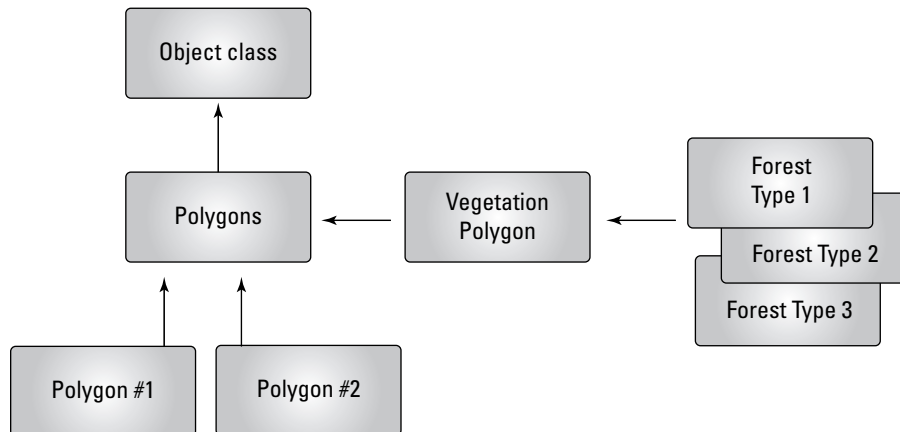 Object class
Polygons
Vegetation
Polygon
Forest
Type 1
Forest Type 2
Forest Type 3
Polygon #1
Polygon #2